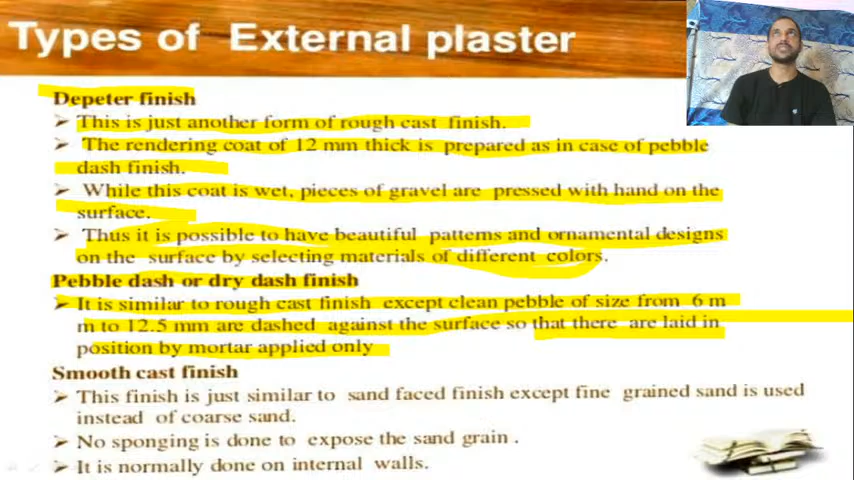 Types of External plaster
Depeter finish
➢ This is just another form of rough cast finish.
➢ The rendering coat of 12 mm thick is prepared as in case of pebble
dash finish.
➢ While this coat is wet, pieces of gravel are pressed with hand on the
surface.
➢ Thus it is possible to have beautiful patterns and ornamental designs
on the surface by selecting materials of different colors.
Pebble dash or dry dash finish
➢ It is similar to rough cast finish except clean pebble of size from 6 m
m to 12.5 mm are dashed against the surface so that there are laid in
position by mortar applied only
Smooth cast finish
➢ This finish is just similar to sand faced finish except fine grained sand is used
instead of coarse sand.
➢ No sponging is done to expose the sand grain .
➢ It is normally done on internal walls.